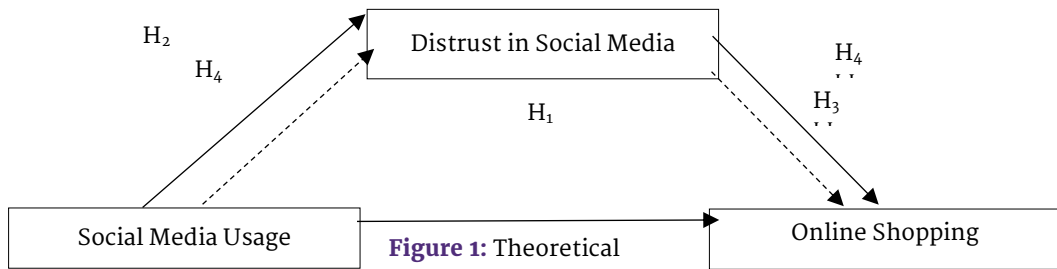 Distrust in Social Media
H₂
H₄
H₄
H₃
H₁
Social Media Usage
Online Shopping
Figure 1: Theoretical